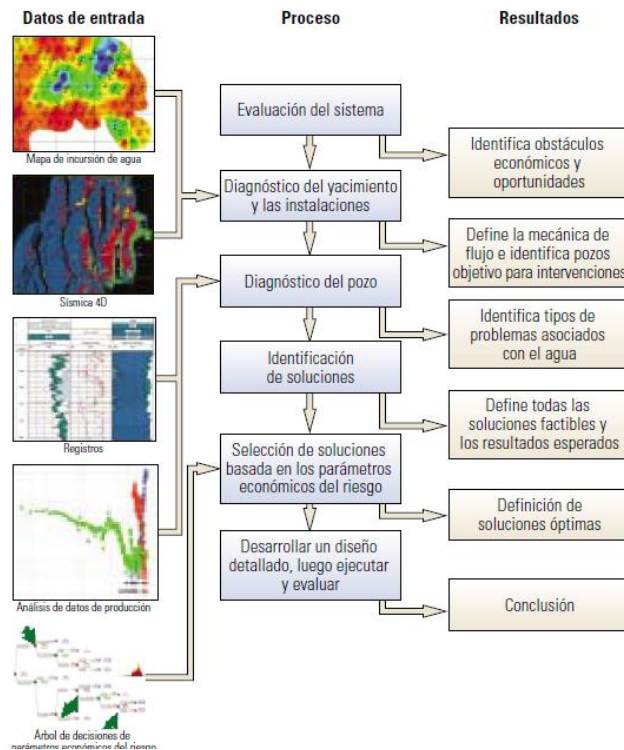 Datos de entrada
Proceso
Resultados
Mapa de incursión de agua
Sísmica 4D
Registros
Análisis de datos de producción
Árbol de decisiones de
parámetros económicos del riesgo
Evaluación del sistema
Diagnóstico del yacimiento
y las instalaciones
Diagnóstico del pozo
Identificación
de soluciones
Selección de soluciones
basada en los parámetros
económicos del riesgo
Desarrollar un diseño
detallado, luego ejecutar
y evaluar
Identifica obstáculos
económicos y
oportunidades
Define la mecánica de
flujo e identifica pozos
objetivo para intervenciones
Identifica tipos de
problemas asociados
con el agua
Define todas las
soluciones factibles y
los resultados esperados
Definición de
soluciones óptimas
Conclusión